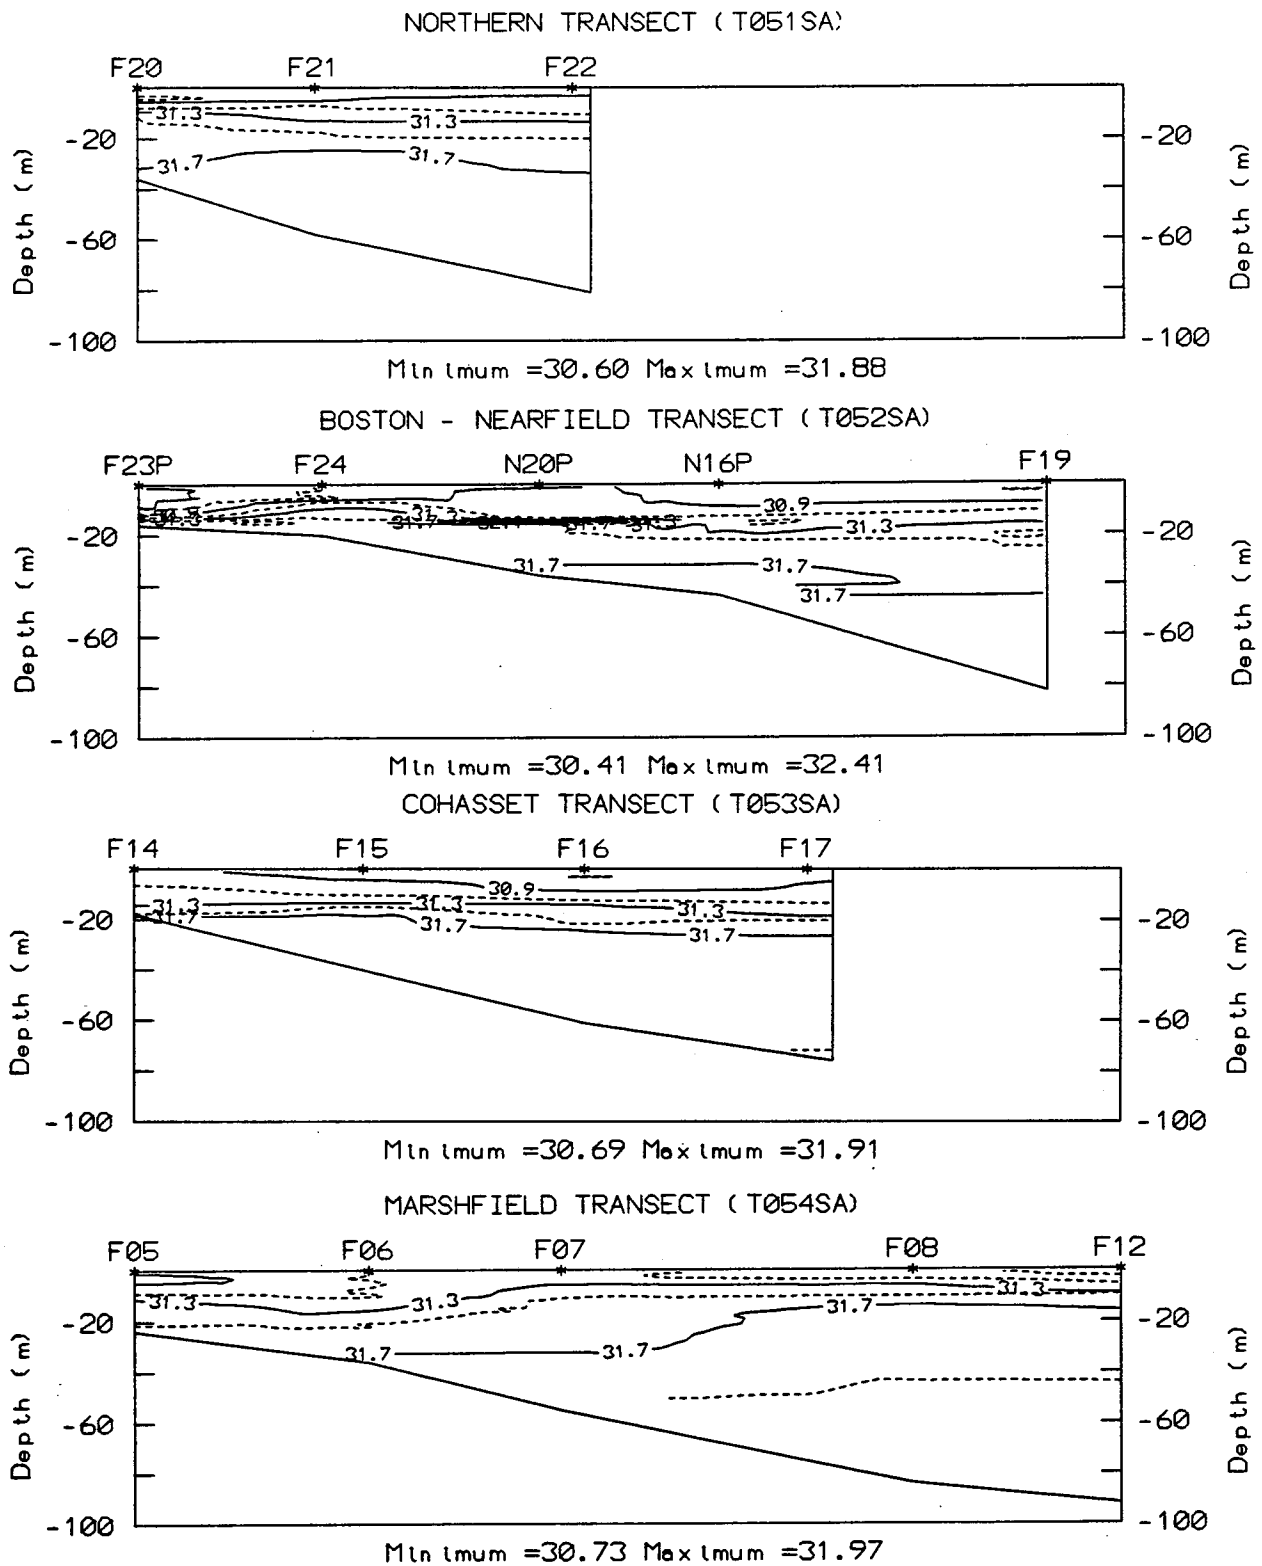 NORTHERN TRANSECT (T051SA)
F20 F21 F22
31.3 31.3
-20 -20
31.7 31.7
Depth (m) Depth (m)
-60 -60
-100 -100
Minimum =30.60 Maximum =31.88
BOSTON - NEARFIELD TRANSECT (T052SA)
F23P F24 N20P N16P F19
30.9
31.3 31.3
-20 -20
31.7 31.7
31.7
Depth (m) Depth (m)
-60 -60
-100 -100
Minimum =30.41 Maximum =32.41
COHASSET TRANSECT (T053SA)
F14 F15 F16 F17
30.9
31.3 31.3 31.3
-20 31.7 31.7 31.7 -20
Depth (m) Depth (m)
-60 -60
-100 -100
Minimum =30.69 Maximum =31.91
MARSHFIELD TRANSECT (T054SA)
F05 F06 F07 F08 F12
31.3 31.3 31.3
31.7
-20 -20
31.7 31.7
Depth (m) Depth (m)
-60 -60
-100 -100
Minimum =30.73 Maximum =31.97